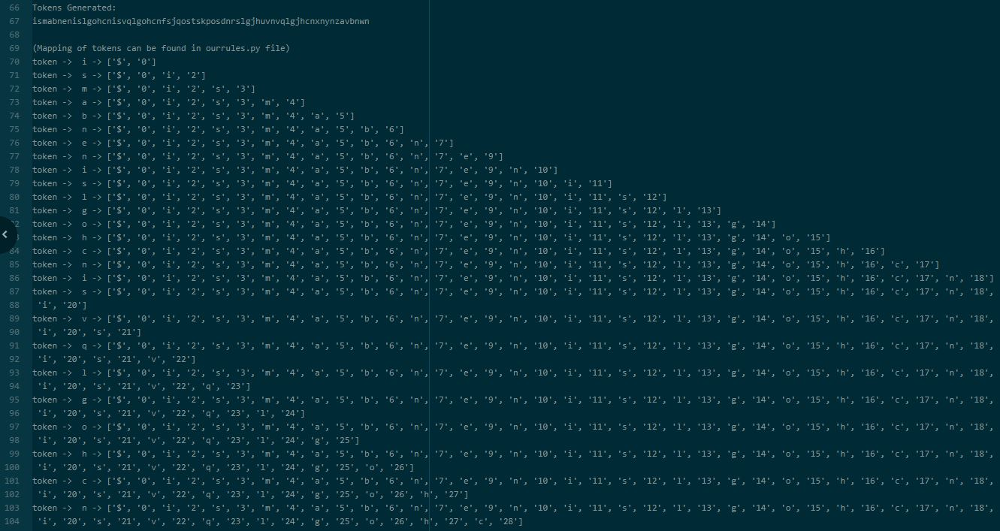 66 Tokens Generated:
67 ismabnenislgohcnisvqlgohcnfsjqostskposdnrslgjhuvnvqlgjhcnxnynzavbnwn
68
69 (Mapping of tokens can be found in ourrules.py file)
70 token -> i -> ['$', '0']
71 token -> s -> ['$', '0', 'i', '2']
72 token -> m -> ['$', '0', 'i', '2', 's', '3']
73 token -> a -> ['$', '0', 'i', '2', 's', '3', 'm', '4']
74 token -> b -> ['$', '0', 'i', '2', 's', '3', 'm', '4', 'a', '5']
75 token -> n -> ['$', '0', 'i', '2', 's', '3', 'm', '4', 'a', '5', 'b', '6']
76 token -> e -> ['$', '0', 'i', '2', 's', '3', 'm', '4', 'a', '5', 'b', '6', 'n', '7']
77 token -> n -> ['$', '0', 'i', '2', 's', '3', 'm', '4', 'a', '5', 'b', '6', 'n', '7', 'e', '9']
78 token -> i -> ['$', '0', 'i', '2', 's', '3', 'm', '4', 'a', '5', 'b', '6', 'n', '7', 'e', '9', 'n', '10']
79 token -> s -> ['$', '0', 'i', '2', 's', '3', 'm', '4', 'a', '5', 'b', '6', 'n', '7', 'e', '9', 'n', '10', 'i', '11']
80 token -> l -> ['$', '0', 'i', '2', 's', '3', 'm', '4', 'a', '5', 'b', '6', 'n', '7', 'e', '9', 'n', '10', 'i', '11', 's', '12']
81 token -> g -> ['$', '0', 'i', '2', 's', '3', 'm', '4', 'a', '5', 'b', '6', 'n', '7', 'e', '9', 'n', '10', 'i', '11', 's', '12', 'l', '13']
2 token -> o -> ['$', '0', 'i', '2', 's', '3', 'm', '4', 'a', '5', 'b', '6', 'n', '7', 'e', '9', 'n', '10', 'i', '11', 's', '12', 'l', '13', 'g', '14']
3 token -> h -> ['$', '0', 'i', '2', 's', '3', 'm', '4', 'a', '5', 'b', '6', 'n', '7', 'e', '9', 'n', '10', 'i', '11', 's', '12', 'l', '13', 'g', '14', 'o', '15']
84 token -> c -> ['$', '0', 'i', '2', 's', '3', 'm', '4', 'a', '5', 'b', '6', 'n', '7', 'e', '9', 'n', '10', 'i', '11', 's', '12', 'l', '13', 'g', '14', 'o', '15', 'h', '16']
85 token -> n -> ['$', '0', 'i', '2', 's', '3', 'm', '4', 'a', '5', 'b', '6', 'n', '7', 'e', '9', 'n', '10', 'i', '11', 's', '12', 'l', '13', 'g', '14', 'o', '15', 'h', '16', 'c', '17']
86 token -> i -> ['$', '0', 'i', '2', 's', '3', 'm', '4', 'a', '5', 'b', '6', 'n', '7', 'e', '9', 'n', '10', 'i', '11', 's', '12', 'l', '13', 'g', '14', 'o', '15', 'h', '16', 'c', '17', 'n', '18']
87 token -> s -> ['$', '0', 'i', '2', 's', '3', 'm', '4', 'a', '5', 'b', '6', 'n', '7', 'e', '9', 'n', '10', 'i', '11', 's', '12', 'l', '13', 'g', '14', 'o', '15', 'h', '16', 'c', '17', 'n', '18',
88 'i', '20']
89 token -> v -> ['$', '0', 'i', '2', 's', '3', 'm', '4', 'a', '5', 'b', '6', 'n', '7', 'e', '9', 'n', '10', 'i', '11', 's', '12', 'l', '13', 'g', '14', 'o', '15', 'h', '16', 'c', '17', 'n', '18',
90 'i', '20', 's', '21']
91 token -> q -> ['$', '0', 'i', '2', 's', '3', 'm', '4', 'a', '5', 'b', '6', 'n', '7', 'e', '9', 'n', '10', 'i', '11', 's', '12', 'l', '13', 'g', '14', 'o', '15', 'h', '16', 'c', '17', 'n', '18',
92 'i', '20', 's', '21', 'v', '22']
93 token -> l -> ['$', '0', 'i', '2', 's', '3', 'm', '4', 'a', '5', 'b', '6', 'n', '7', 'e', '9', 'n', '10', 'i', '11', 's', '12', 'l', '13', 'g', '14', 'o', '15', 'h', '16', 'c', '17', 'n', '18',
94 'i', '20', 's', '21', 'v', '22', 'q', '23']
95 token -> g -> ['$', '0', 'i', '2', 's', '3', 'm', '4', 'a', '5', 'b', '6', 'n', '7', 'e', '9', 'n', '10', 'i', '11', 's', '12', 'l', '13', 'g', '14', 'o', '15', 'h', '16', 'c', '17', 'n', '18',
96 'i', '20', 's', '21', 'v', '22', 'q', '23', 'l', '24']
97 token -> o -> ['$', '0', 'i', '2', 's', '3', 'm', '4', 'a', '5', 'b', '6', 'n', '7', 'e', '9', 'n', '10', 'i', '11', 's', '12', 'l', '13', 'g', '14', 'o', '15', 'h', '16', 'c', '17', 'n', '18',
98 'i', '20', 's', '21', 'v', '22', 'q', '23', 'l', '24', 'g', '25']
99 token -> h -> ['$', '0', 'i', '2', 's', '3', 'm', '4', 'a', '5', 'b', '6', 'n', '7', 'e', '9', 'n', '10', 'i', '11', 's', '12', 'l', '13', 'g', '14', 'o', '15', 'h', '16', 'c', '17', 'n', '18',
100 'i', '20', 's', '21', 'v', '22', 'q', '23', 'l', '24', 'g', '25', 'o', '26']
101 token -> c -> ['$', '0', 'i', '2', 's', '3', 'm', '4', 'a', '5', 'b', '6', 'n', '7', 'e', '9', 'n', '10', 'i', '11', 's', '12', 'l', '13', 'g', '14', 'o', '15', 'h', '16', 'c', '17', 'n', '18',
102 'i', '20', 's', '21', 'v', '22', 'q', '23', 'l', '24', 'g', '25', 'o', '26', 'h', '27']
103 token -> n -> ['$', '0', 'i', '2', 's', '3', 'm', '4', 'a', '5', 'b', '6', 'n', '7', 'e', '9', 'n', '10', 'i', '11', 's', '12', 'l', '13', 'g', '14', 'o', '15', 'h', '16', 'c', '17', 'n', '18',
104 'i', '20', 's', '21', 'v', '22', 'q', '23', 'l', '24', 'g', '25', 'o', '26', 'h', '27', 'c', '28']